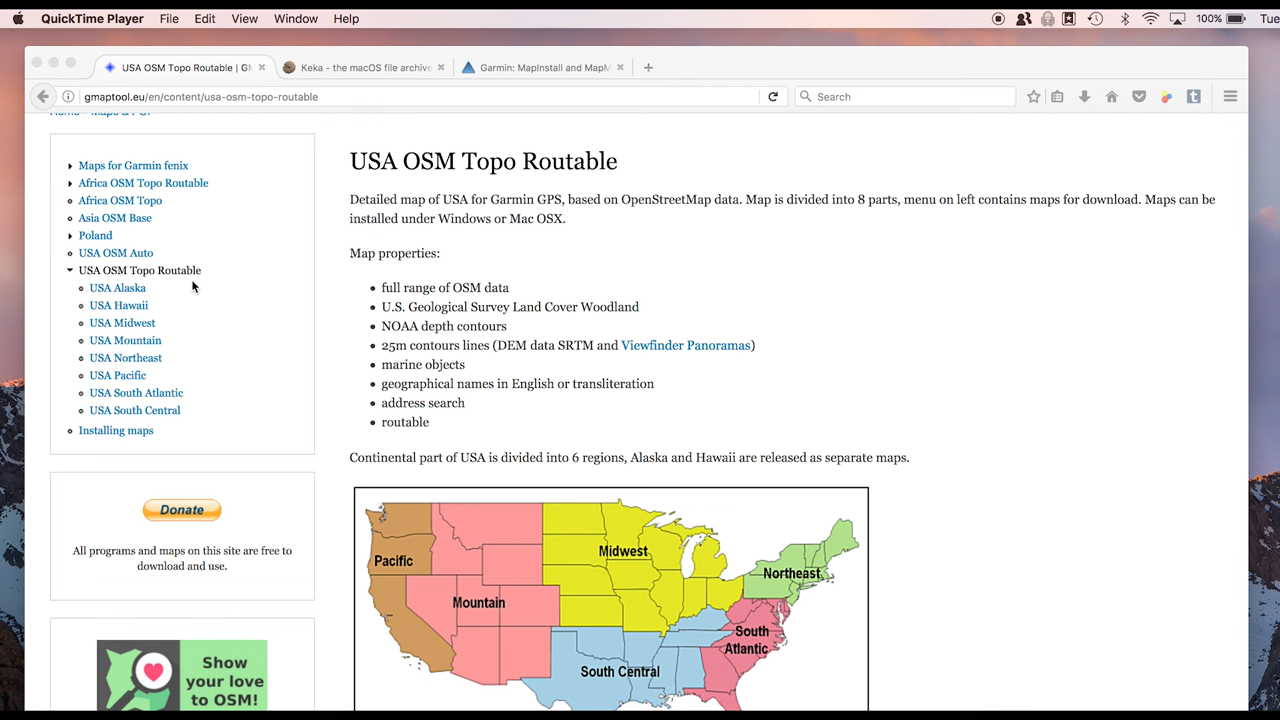 QuickTime Player File Edit View Window Help 100% Tue
USA OSM Topo Routable | GM Keka - the macOS file archive Garmin: MapInstall and MapM
gmaptool.eu/en/content/usa-osm-topo-routable Search
Maps for Garmin fenix
Africa OSM Topo Routable
Africa OSM Topo
Asia OSM Base
Poland
USA OSM Auto
USA OSM Topo Routable
USA Alaska
USA Hawaii
USA Midwest
USA Mountain
USA Northeast
USA Pacific
USA South Atlantic
USA South Central
Installing maps
Donate
All programs and maps on this site are free to
download and use.
Show
your love
to OSM!
USA OSM Topo Routable
Detailed map of USA for Garmin GPS, based on OpenStreetMap data. Map is divided into 8 parts, menu on left contains maps for download. Maps can be
installed under Windows or Mac OSX.
Map properties:
full range of OSM data
U.S. Geological Survey Land Cover Woodland
NOAA depth contours
25m contours lines (DEM data SRTM and Viewfinder Panoramas)
marine objects
geographical names in English or transliteration
address search
routable
Continental part of USA is divided into 6 regions, Alaska and Hawaii are released as separate maps.
Pacific
Mountain
Midwest
Northeast
South
Atlantic
South Central